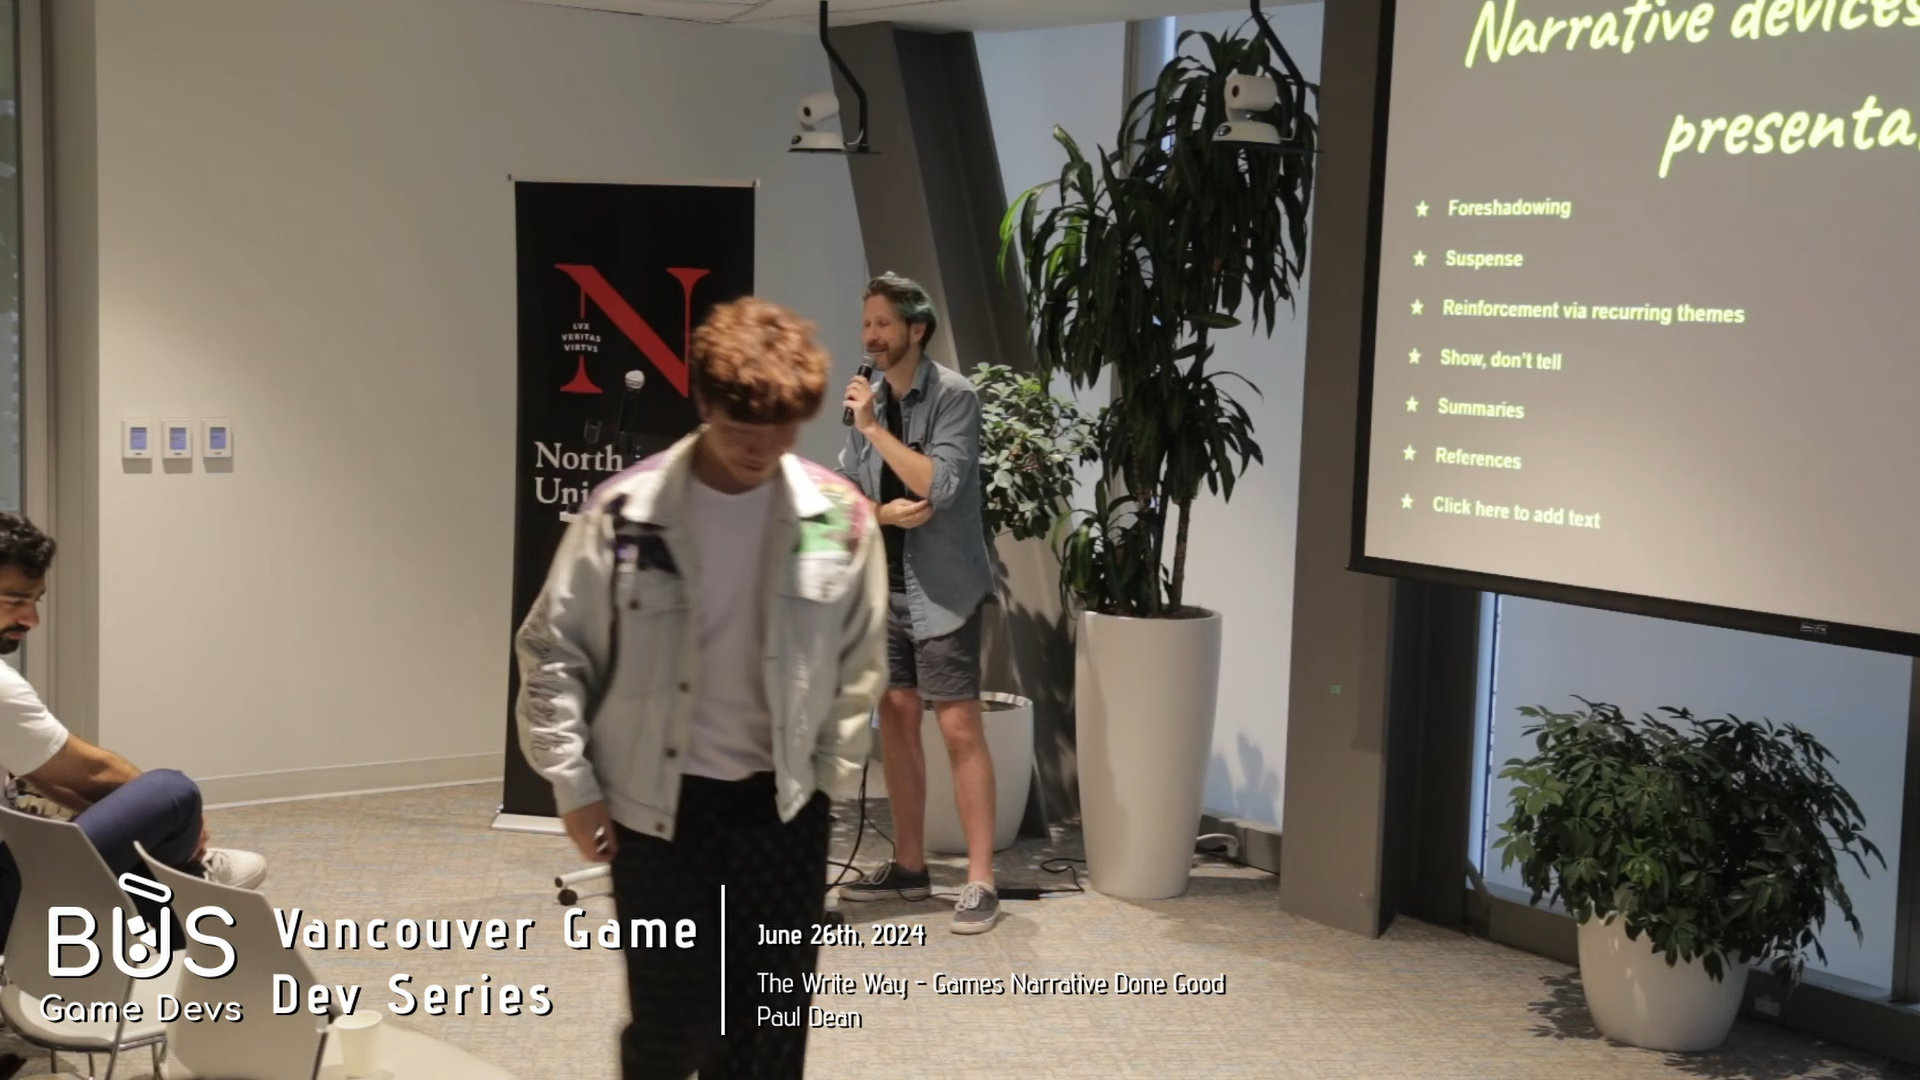 Narrative devices
Foreshadowing
Suspense
Reinforcement via recurring themes
Show, don't tell
Summaries
References
Click here to add text
N
LVX
VERITAS
VIRTVS
North
BUS
Game Devs
Vancouver Game
Dev Series
June 26th, 2024
The Write Way - Games Narrative Done Good
Paul Dean